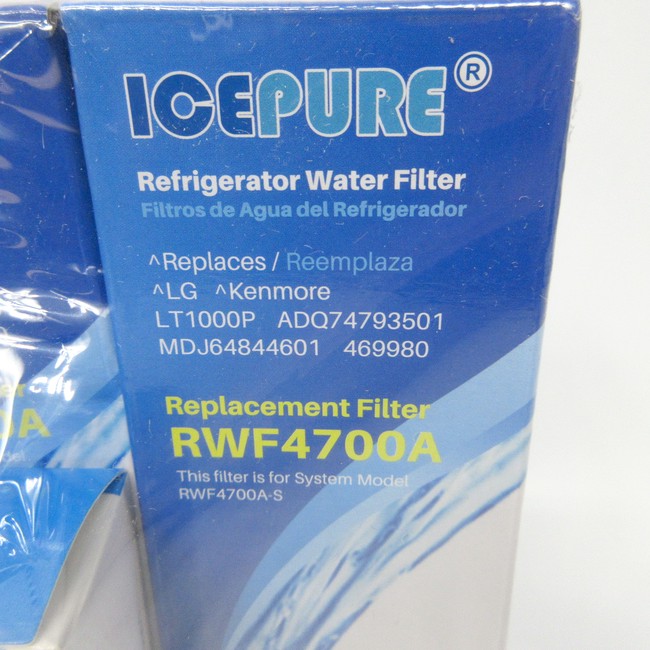 ICEPURE®
Refrigerator Water Filter
Filtros de Agua del Refrigerador
^Replaces / Reemplaza
^LG ^Kenmore
LT1000P ADQ74793501
MDJ64844601 469980
Replacement Filter
RWF4700A
This filter is for System Model
RWF4700A-S